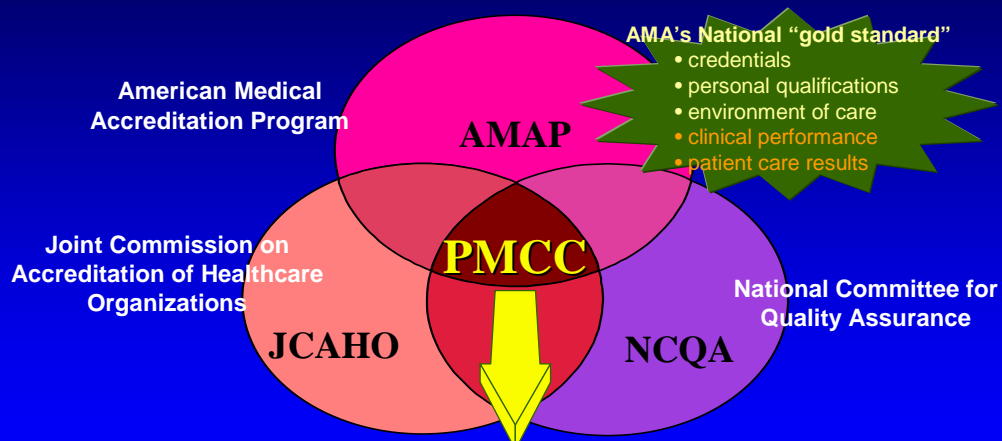 AMA's National “gold standard”
• credentials
• personal qualifications
• environment of care
• clinical performance
• patient care results
American Medical
Accreditation Program
AMAP
Joint Commission on
Accreditation of Healthcare
Organizations
PMCC
National Committee for
Quality Assurance
JCAHO
NCQA